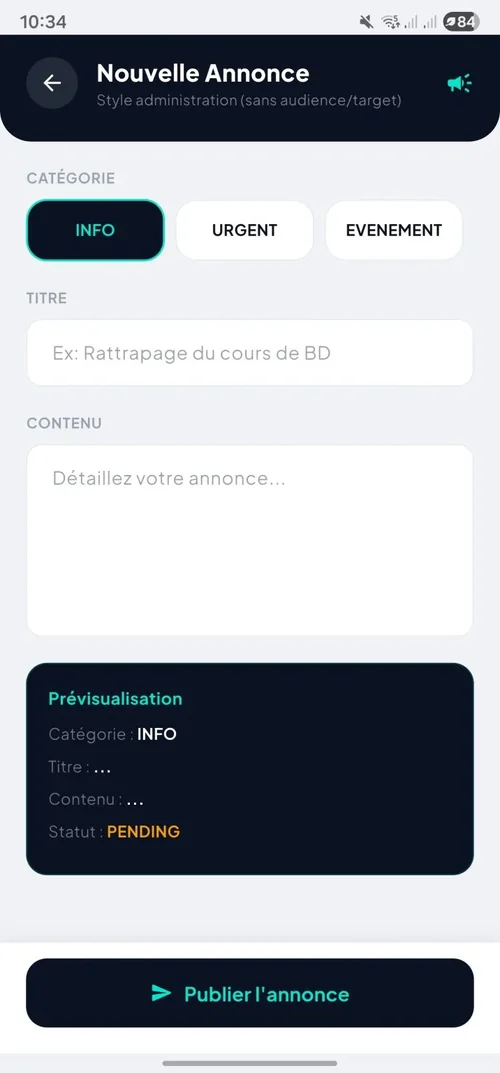 10:34
84
Nouvelle Annonce
Style administration (sans audience/target)
CATÉGORIE
INFO
URGENT
EVENEMENT
TITRE
Ex: Rattrapage du cours de BD
CONTENU
Détaillez votre annonce...
Prévisualisation
Catégorie : INFO
Titre : ...
Contenu : ...
Statut : PENDING
Publier l'annonce